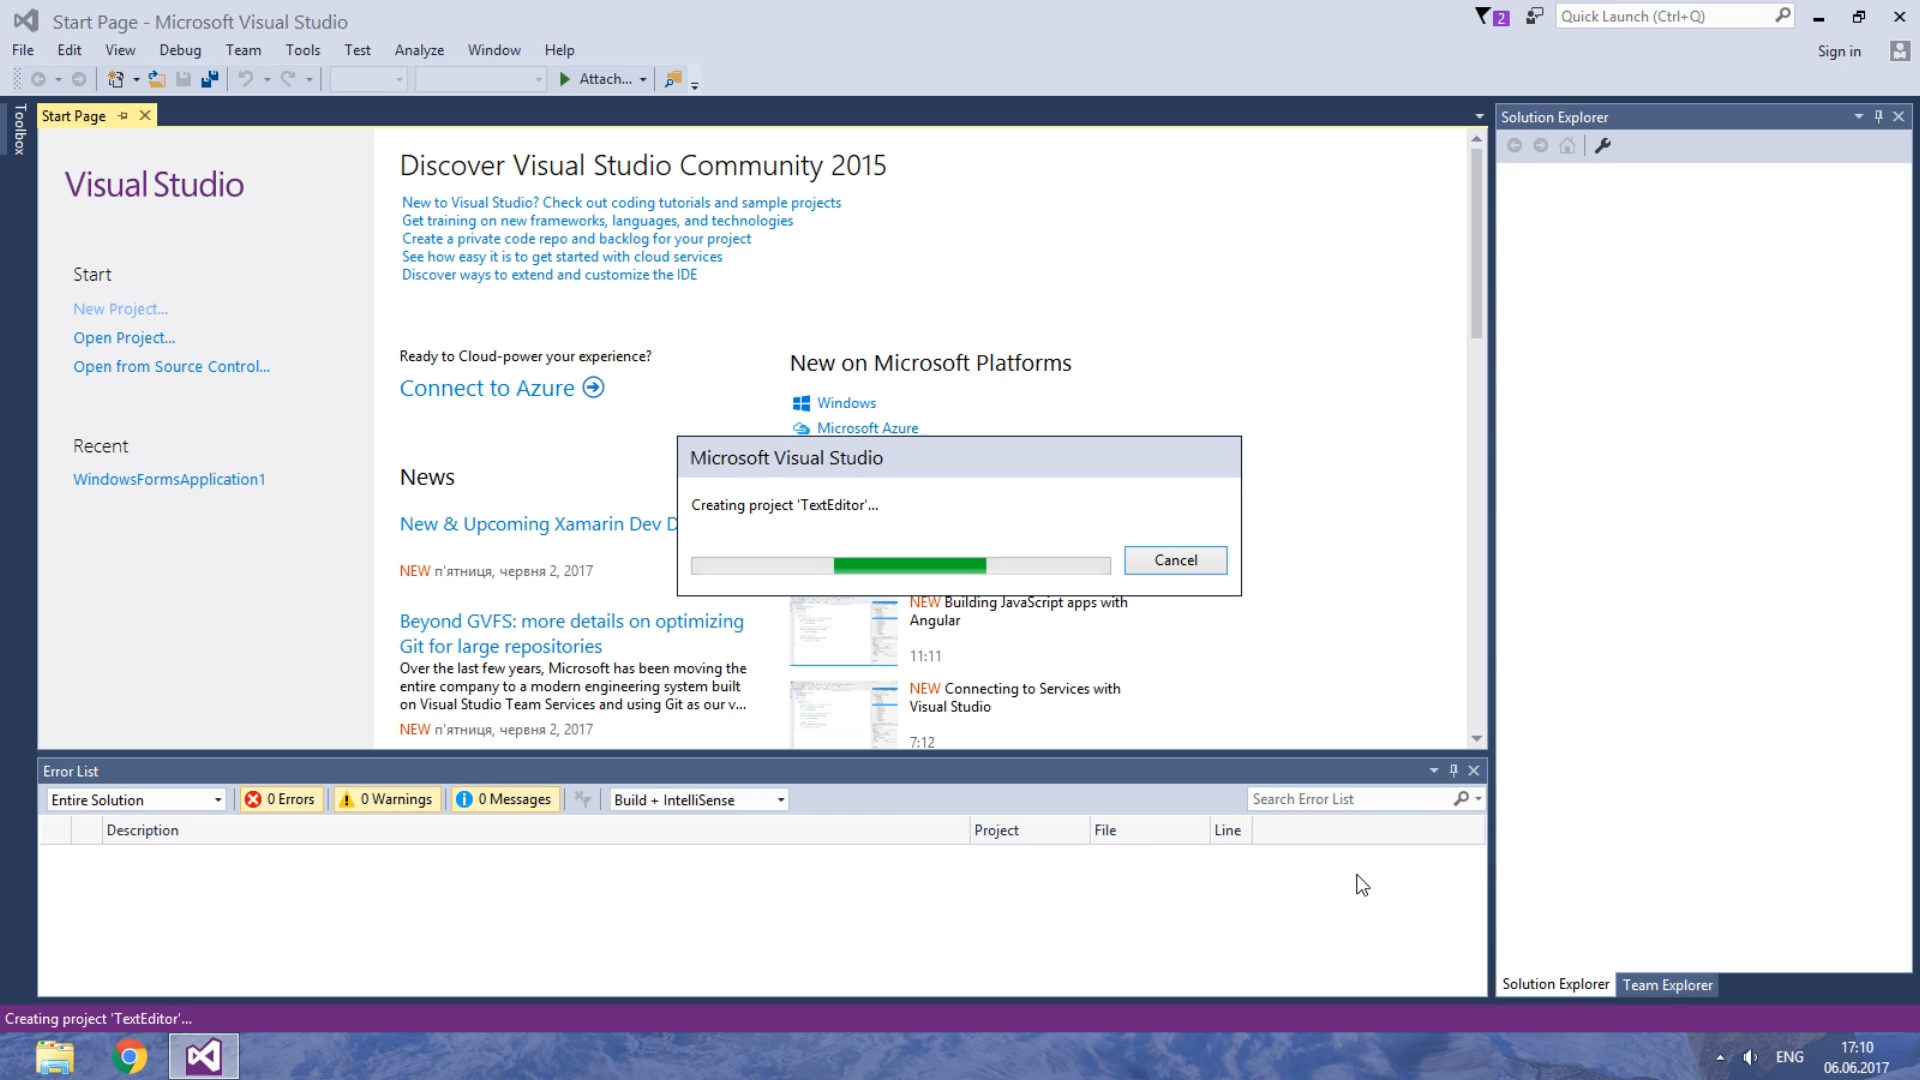 Start Page - Microsoft Visual Studio
2
Quick Launch (Ctrl+Q)
File Edit View Debug Team Tools Test Analyze Window Help
Sign in
Attach...
Toolbox
Start Page
Solution Explorer
Visual Studio
Start
New Project...
Open Project...
Open from Source Control...
Recent
WindowsFormsApplication1
Discover Visual Studio Community 2015
New to Visual Studio? Check out coding tutorials and sample projects
Get training on new frameworks, languages, and technologies
Create a private code repo and backlog for your project
See how easy it is to get started with cloud services
Discover ways to extend and customize the IDE
Ready to Cloud-power your experience?
Connect to Azure
New on Microsoft Platforms
Windows
Microsoft Azure
News
New & Upcoming Xamarin Dev D
NEW п'ятниця, червня 2, 2017
Beyond GVFS: more details on optimizing
Git for large repositories
Over the last few years, Microsoft has been moving the
entire company to a modern engineering system built
on Visual Studio Team Services and using Git as our v...
NEW п'ятниця, червня 2, 2017
Microsoft Visual Studio
Creating project 'TextEditor'...
Cancel
NEW Building JavaScript apps with
Angular
11:11
NEW Connecting to Services with
Visual Studio
7:12
Error List
Entire Solution
0 Errors
0 Warnings
0 Messages
Build + IntelliSense
Search Error List
Description Project File Line
Solution Explorer Team Explorer
Creating project 'TextEditor'...
ENG
17:10
06.06.2017